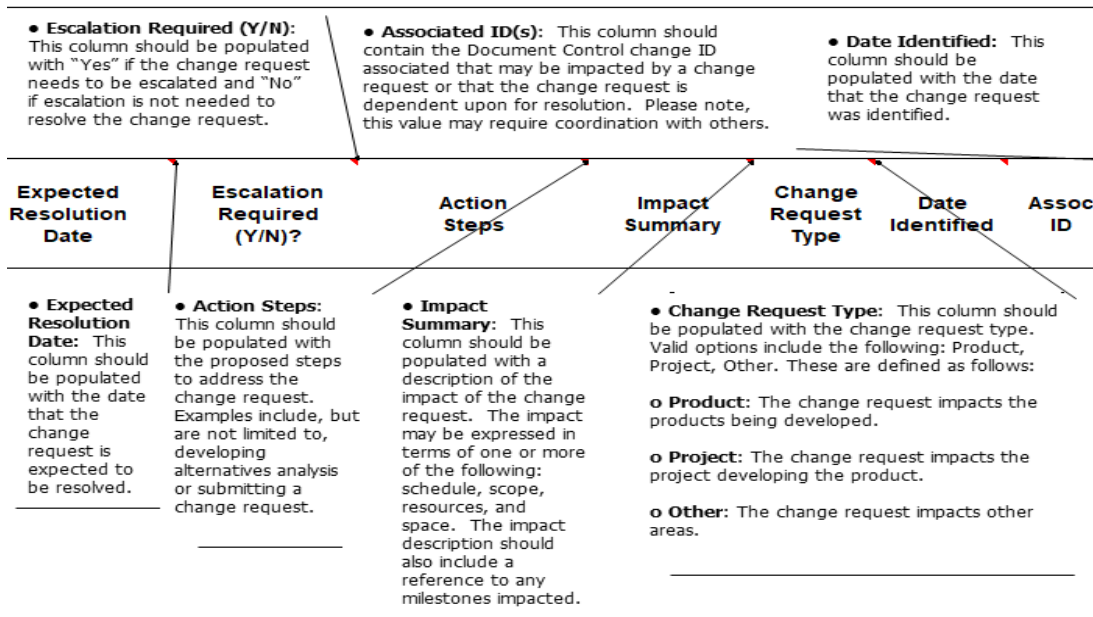 ● Escalation Required (Y/N):
This column should be populated
with “Yes” if the change request
needs to be escalated and “No”
if escalation is not needed to
resolve the change request.
● Associated ID(s):  This column should
contain the Document Control change ID
associated that may be impacted by a change
request or that the change request is
dependent upon for resolution.  Please note,
this value may require coordination with others.
● Date Identified:  This
column should be
populated with the date
that the change request
was identified.
Expected
Resolution
Date
Escalation
Required
(Y/N)?
Action
Steps
Impact
Summary
Change
Request
Type
Date
Identified
Assoc
ID
● Expected
Resolution
Date:  This
column should
be populated
with the date
that the
change
request is
expected to
be resolved.
● Action Steps:
This column should
be populated with
the proposed steps
to address the
change request.
Examples include, but
are not limited to,
developing
alternatives analysis
or submitting a
change request.
● Impact
Summary:  This
column should be
populated with a
description of the
impact of the change
request.  The impact
may be expressed in
terms of one or more
of the following:
schedule, scope,
resources, and
space.  The impact
description should
also include a
reference to any
milestones impacted.
● Change Request Type:  This column should
be populated with the change request type.
Valid options include the following: Product,
Project, Other. These are defined as follows:
o Product: The change request impacts the
products being developed.
o Project: The change request impacts the
project developing the product.
o Other: The change request impacts other
areas.